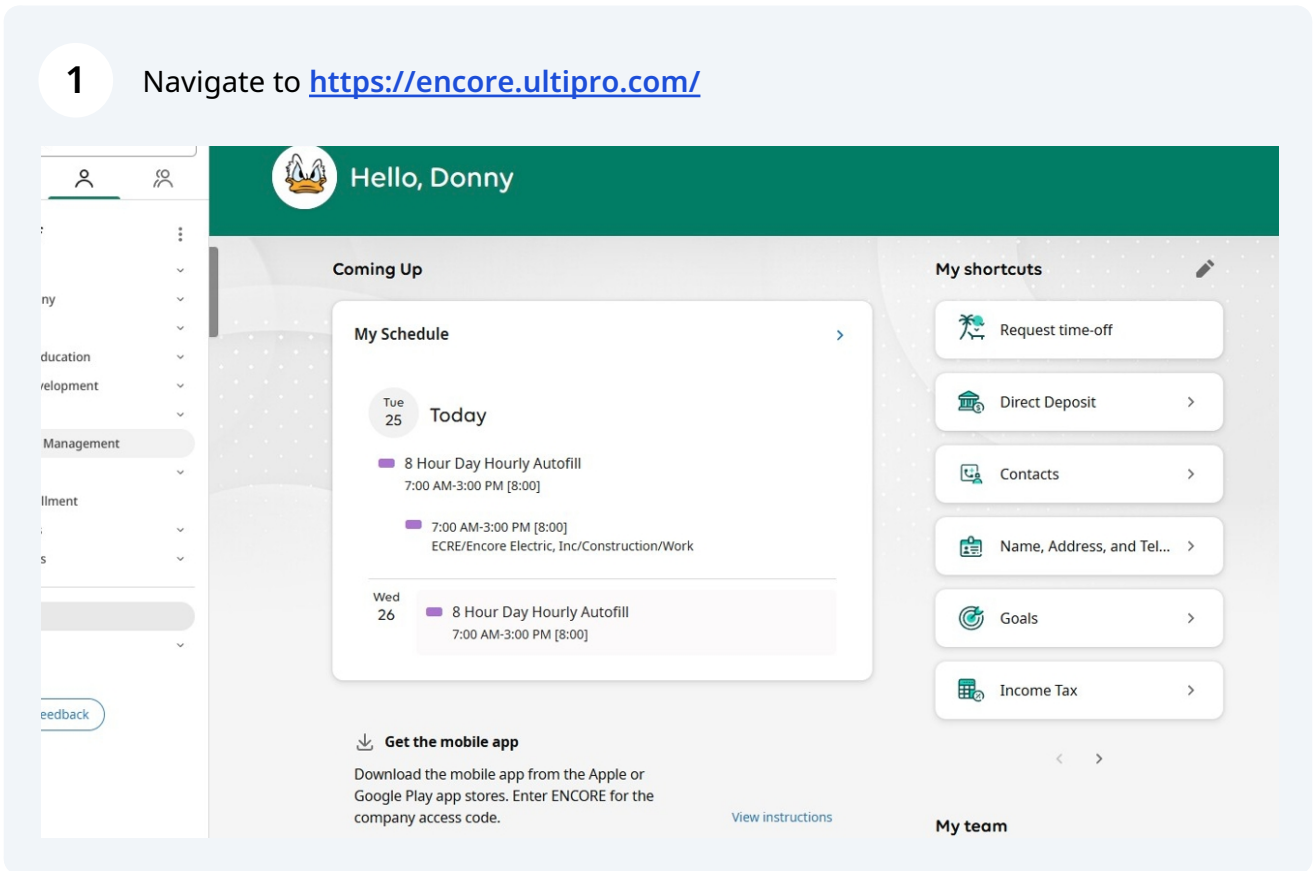 1
Navigate to https://encore.ultipro.com/
Hello, Donny
ny
ducation
velopment
Management
llment
s
eedback
Coming Up
My Schedule
Tue
25
Today
8 Hour Day Hourly Autofill
7:00 AM-3:00 PM [8:00]
7:00 AM-3:00 PM [8:00]
ECRE/Encore Electric, Inc/Construction/Work
Wed
26
8 Hour Day Hourly Autofill
7:00 AM-3:00 PM [8:00]
Get the mobile app
Download the mobile app from the Apple or
Google Play app stores. Enter ENCORE for the
company access code.
View instructions
My shortcuts
Request time-off
Direct Deposit
Contacts
Name, Address, and Tel...
Goals
Income Tax
My team